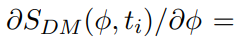 ∂S_{DM}(ϕ, t_i)/∂ϕ =